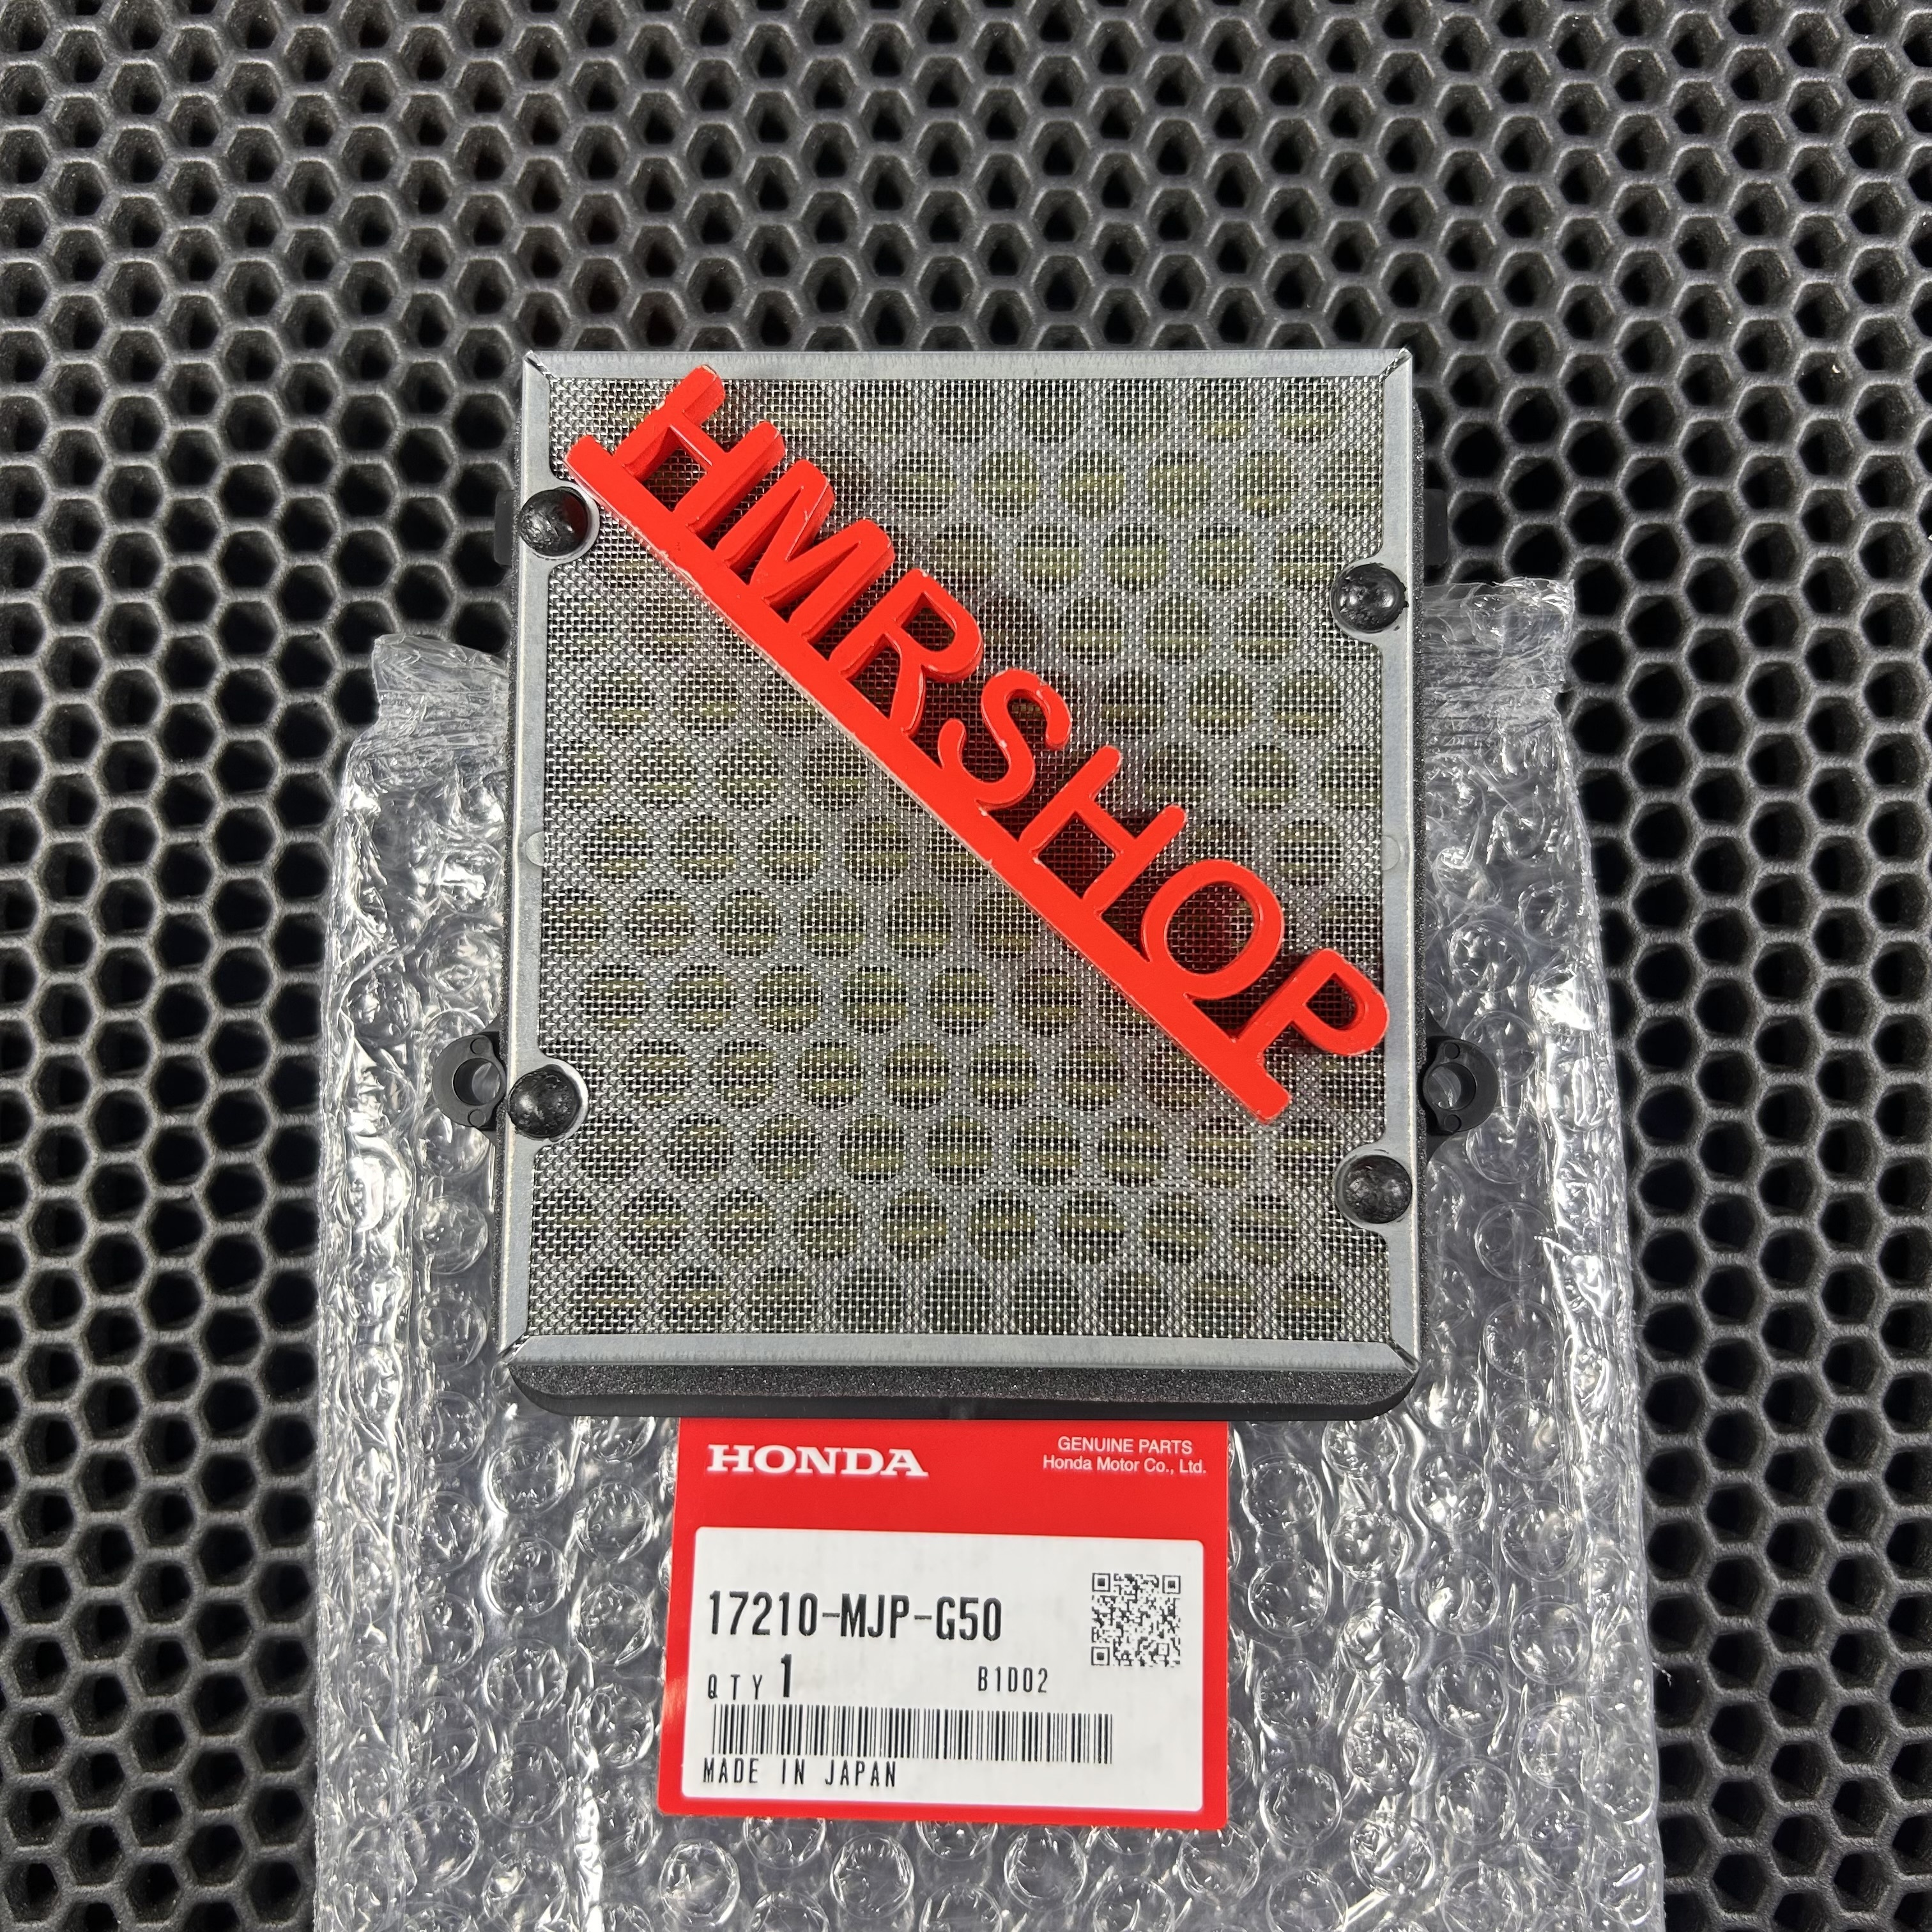 HMRSHOP
HONDA
GENUINE PARTS
Honda Motor Co., Ltd.
17210-MJP-G50
QTY 1
B1D02
MADE IN JAPAN